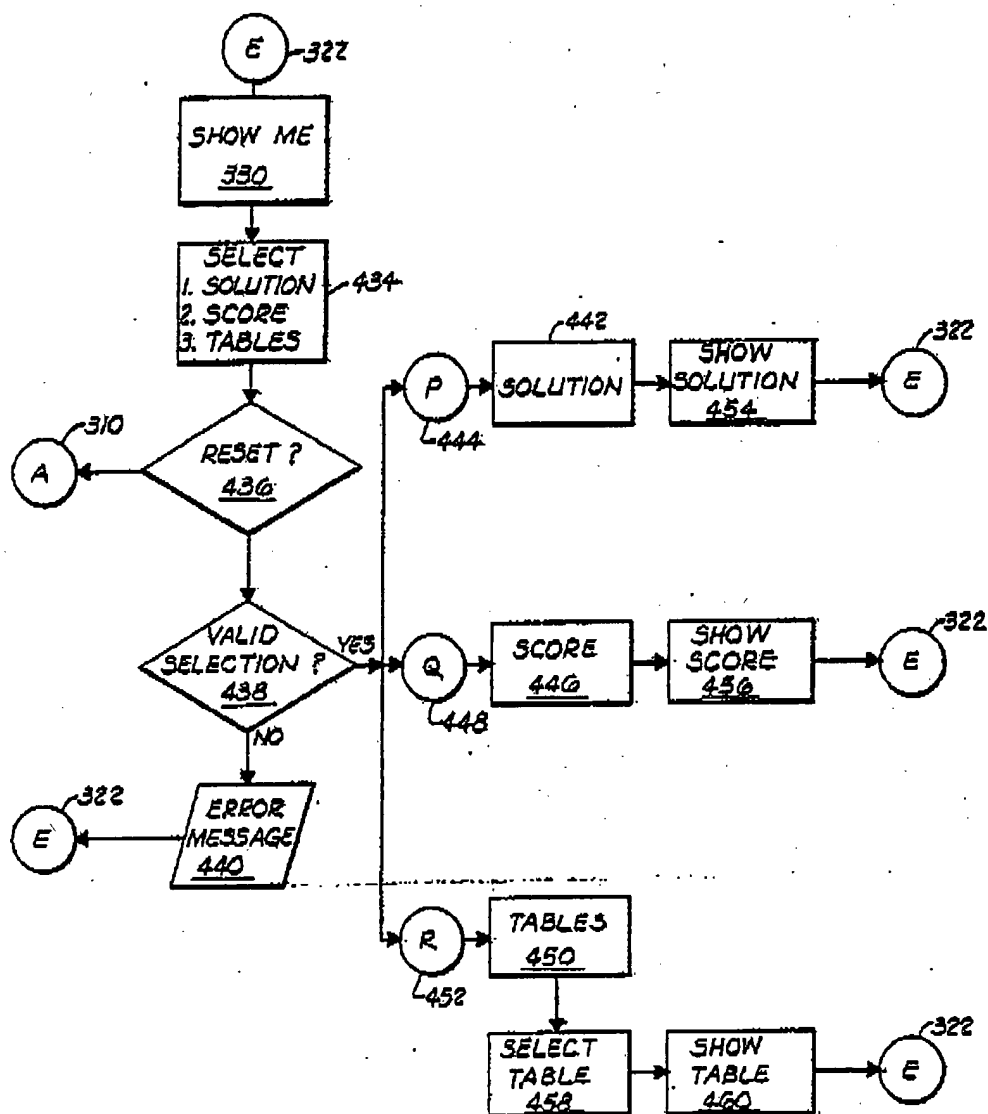 E
322
SHOW ME
330
SELECT
1. SOLUTION
2. SCORE
3. TABLES
434
RESET ?
436
310
A
VALID
SELECTION ?
438
YES
NO
ERROR
MESSAGE
440
322
E
P
444
442
SOLUTION
SHOW
SOLUTION
454
322
E
Q
448
SCORE
446
SHOW
SCORE
456
322
E
R
452
TABLES
450
SELECT
TABLE
458
SHOW
TABLE
460
322
E